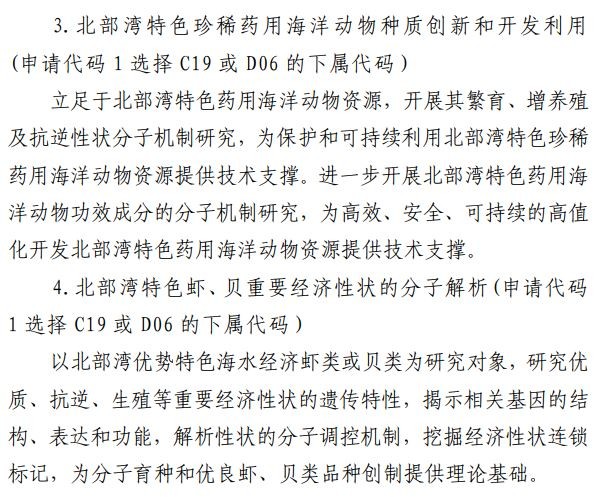 3.北部湾特色珍稀药用海洋动物种质创新和开发利用
(申请代码1选择C19或D06的下属代码)
立足于北部湾特色药用海洋动物资源，开展其繁育、增养殖
及抗逆性状分子机制研究，为保护和可持续利用北部湾特色珍稀
药用海洋动物资源提供技术支撑。进一步开展北部湾特色药用海
洋动物功效成分的分子机制研究，为高效、安全、可持续的高值
化开发北部湾特色药用海洋动物资源提供技术支撑。
4.北部湾特色虾、贝重要经济性状的分子解析(申请代码
1选择C19或D06的下属代码)
以北部湾优势特色海水经济虾类或贝类为研究对象，研究优
质、抗逆、生殖等重要经济性状的遗传特性，揭示相关基因的结
构、表达和功能，解析性状的分子调控机制，挖掘经济性状连锁
标记，为分子育种和优良虾、贝类品种创制提供理论基础。